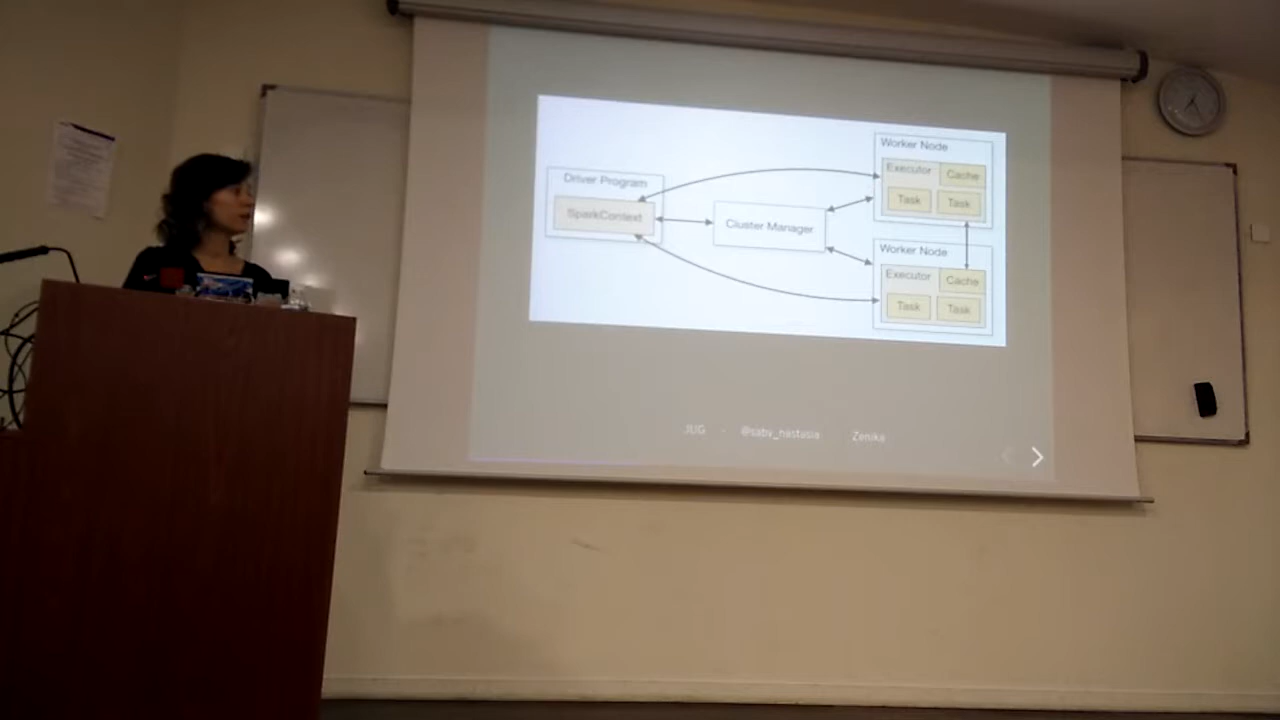 Driver Program
SparkContext
Cluster Manager
Worker Node
Executor
Cache
Task
Task
Worker Node
Executor
Cache
Task
Task
JUG - @sabv_nastasia Zenika